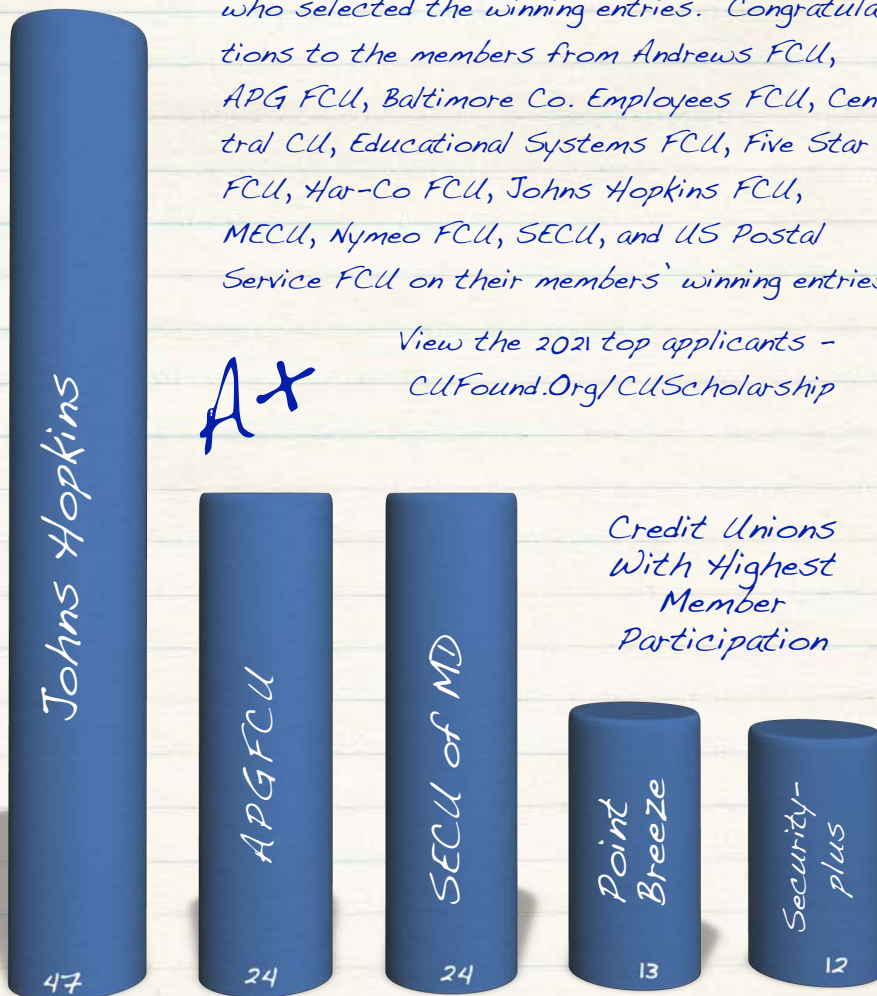 who selected the winning entries. Congratula
tions to the members from Andrews FCU,
APG FCU, Baltimore Co. Employees FCU, Cen
tral CU, Educational Systems FCU, Five Star
FCU, Har-Co FCU, Johns Hopkins FCU,
MECU, Nymeo FCU, SECU, and US Postal
Service FCU on their members' winning entries
View the 2021 top applicants -
CUFound.Org/CUScholarship
A+
Credit Unions
With Highest
Member
Participation
Johns Hopkins
47
APGFCU
24
SECU of MD
24
Point
Breeze
13
Security-
plus
12